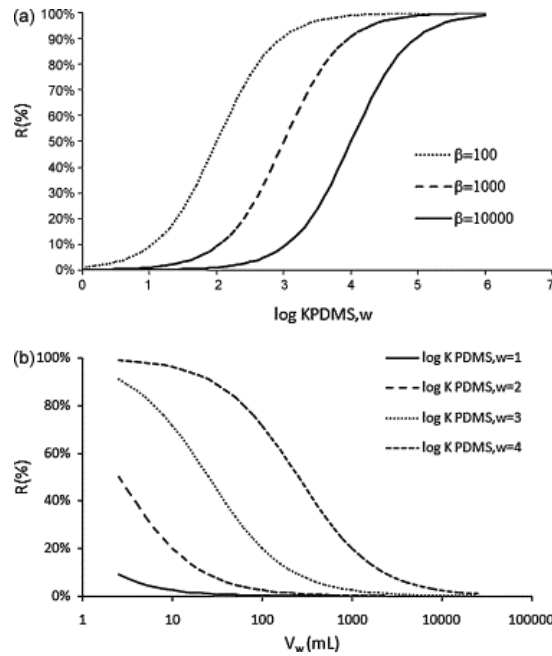 (a)
100%
90%
80%
70%
60%
50%
40%
30%
20%
10%
0%
R(%)
β=100
β=1000
β=10000
0 1 2 3 4 5 6 7
log KPDMS,w
(b)
100%
80%
60%
40%
20%
0%
R(%)
log K PDMS,w=1
log K PDMS,w=2
log K PDMS,w=3
log K PDMS,w=4
1 10 100 1000 10000 100000
Vw (mL)